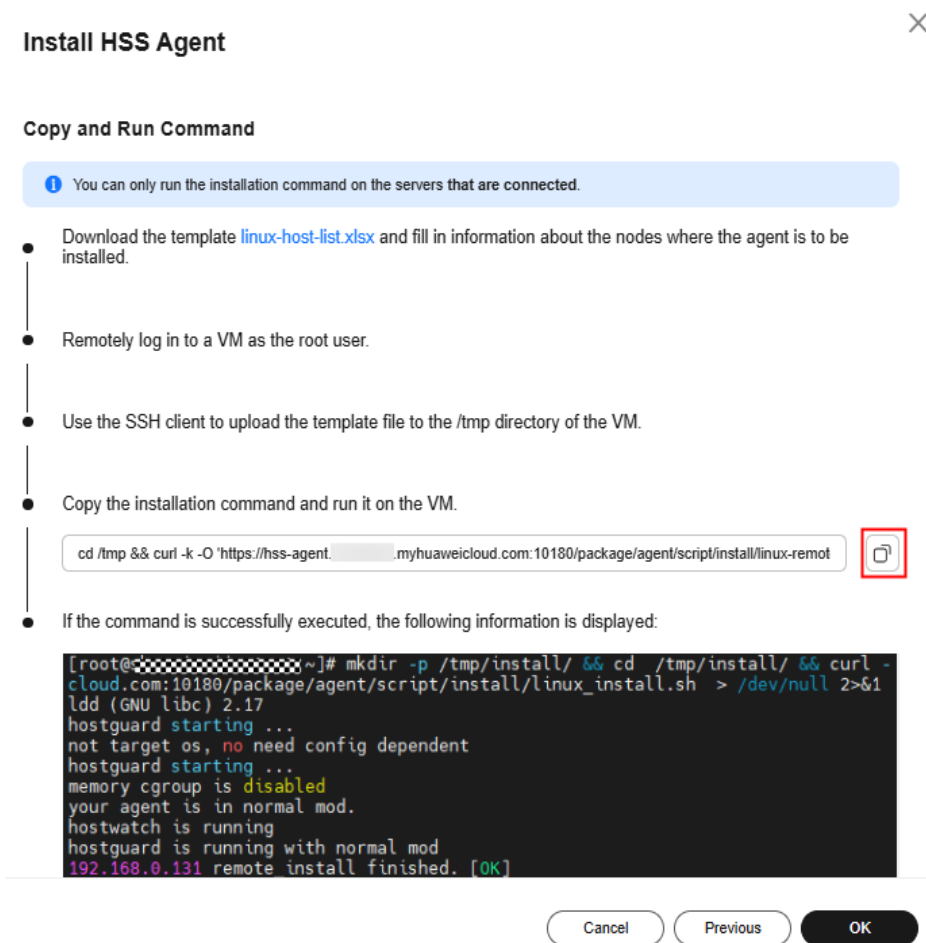 Install HSS Agent
Copy and Run Command
You can only run the installation command on the servers that are connected.
Download the template linux-host-list.xlsx and fill in information about the nodes where the agent is to be
installed.
Remotely log in to a VM as the root user.
Use the SSH client to upload the template file to the /tmp directory of the VM.
Copy the installation command and run it on the VM.
cd /tmp && curl -k -O 'https://hss-agent. .myhuaweicloud.com:10180/package/agent/script/install/linux-remot
If the command is successfully executed, the following information is displayed:
[root@ ~]# mkdir -p /tmp/install/ && cd /tmp/install/ && curl -
cloud.com:10180/package/agent/script/install/linux_install.sh > /dev/null 2>&1
ldd (GNU libc) 2.17
hostguard starting ...
not target os, no need config dependent
hostguard starting ...
memory cgroup is disabled
your agent is in normal mod.
hostwatch is running
hostguard is running with normal mod
192.168.0.131 remote_install finished. [OK]
Cancel Previous OK